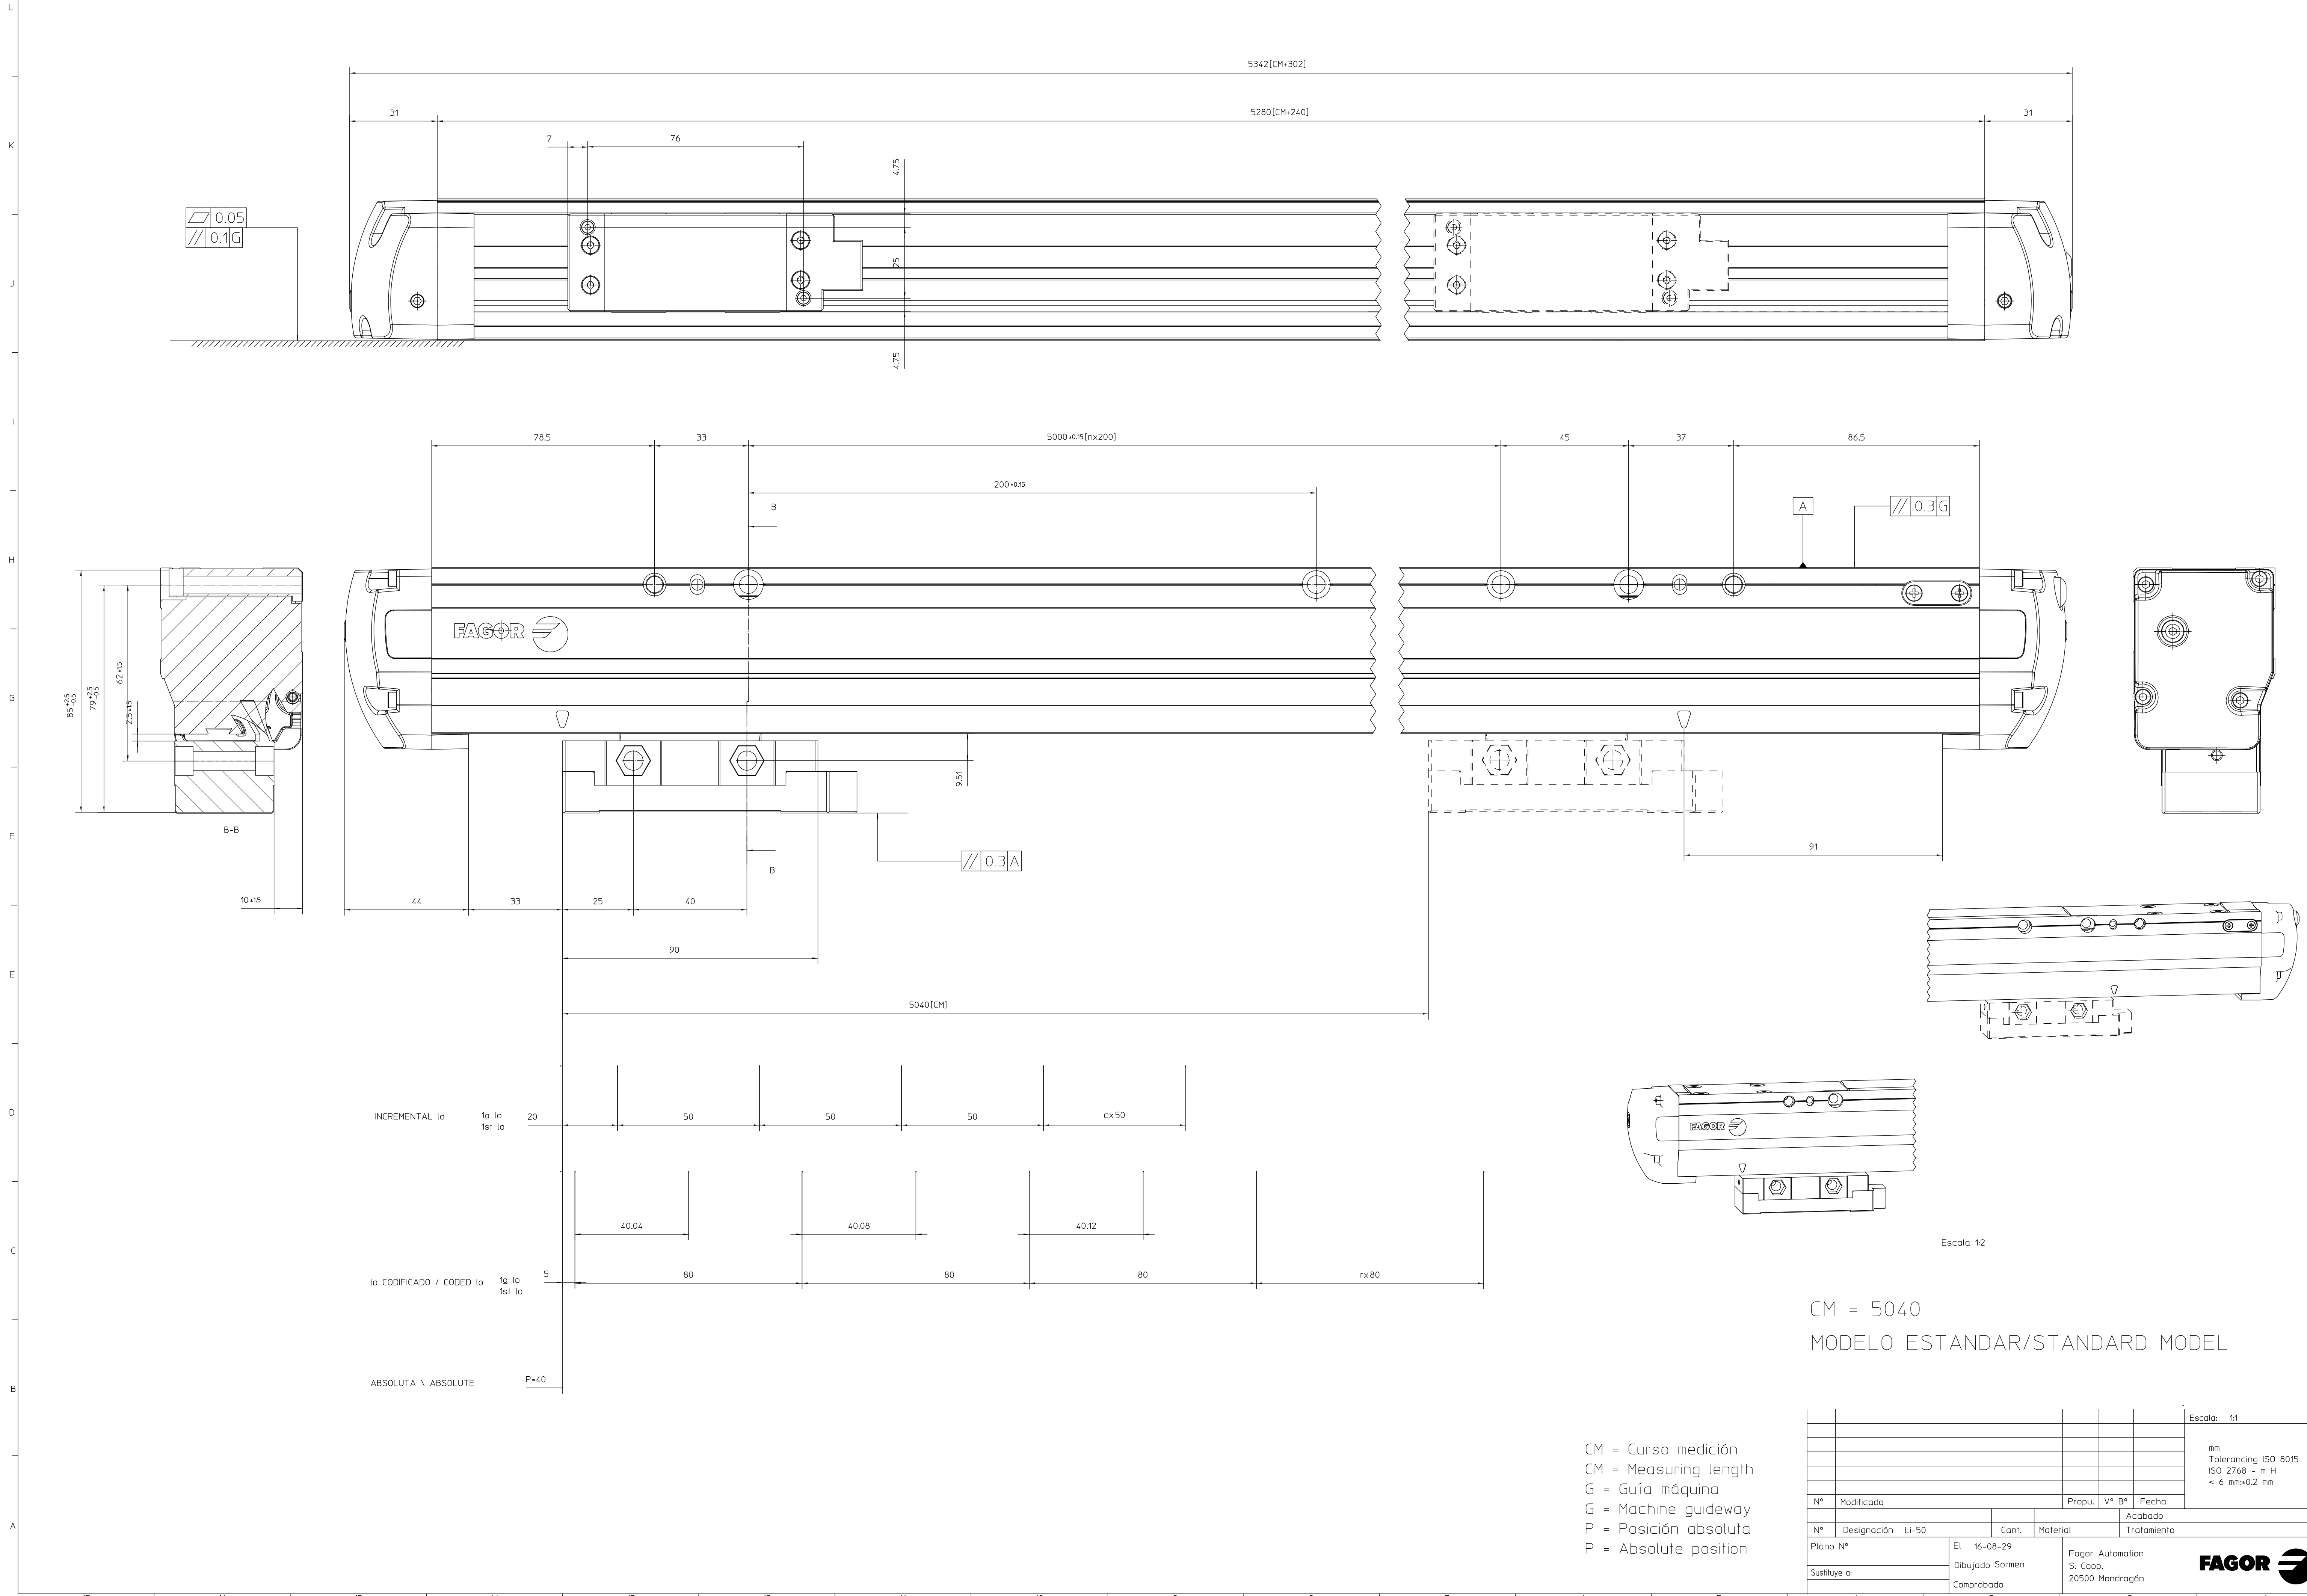 L
5342[CM+302]
31
5280[CM+240]
31
K
7
76
4.75
0.05
// 0.1 G
25
J
4.75
I
78.5
33
5000±0.15[nx200]
45
37
86.5
200±0.15
B
A
// 0.3 G
H
FAGOR
85 +2.5 -0.5
79 +2.5 -0.5
62±1.5
2.5±1.5
G
9.51
B-B
F
91
// 0.3 A
B
10±1.5
44
33
25
40
90
E
5040[CM]
D
INCREMENTAL Io
1g Io
1st Io
20
50
50
50
qx50
FAGOR
40.04
40.08
40.12
C
Escala 1:2
Io CODIFICADO / CODED Io
1g Io
1st Io
5
80
80
80
rx80
CM = 5040
MODELO ESTANDAR/STANDARD MODEL
B
ABSOLUTA \ ABSOLUTE
P=40
CM = Curso medición
CM = Measuring length
G = Guía máquina
G = Machine guideway
P = Posición absoluta
P = Absolute position
A
Escala: 1:1
mm
Tolerancing ISO 8015
ISO 2768 - m H
< 6 mm:±0.2 mm
Nº Modificado Propu. Vº Bº Fecha
Acabado
Nº Designación Li-50 Cant. Material Tratamiento
Plano Nº
Sustituye a:
El 16-08-29
Dibujado Sormen
Comprobado
Fagor Automation
S. Coop.
20500 Mondragón
FAGOR